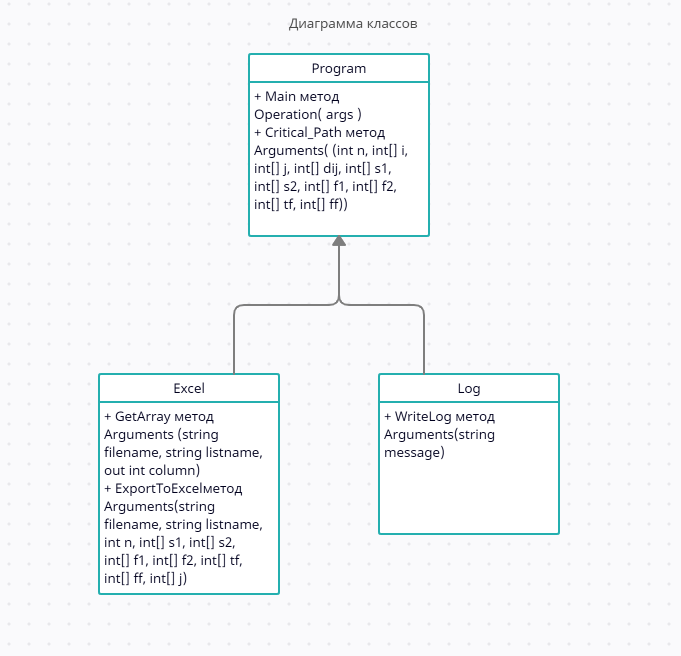 Диаграмма классов
Program
+ Main метод
Operation( args )
+ Critical_Path метод
Arguments( (int n, int[] i,
int[] j, int[] dij, int[] s1,
int[] s2, int[] f1, int[] f2,
int[] tf, int[] ff))
Excel
+ GetArray метод
Arguments (string
filename, string listname,
out int column)
+ ExportToExcelметод
Arguments(string
filename, string listname,
int n, int[] s1, int[] s2,
int[] f1, int[] f2, int[] tf,
int[] ff, int[] j)
Log
+ WriteLog метод
Arguments(string
message)